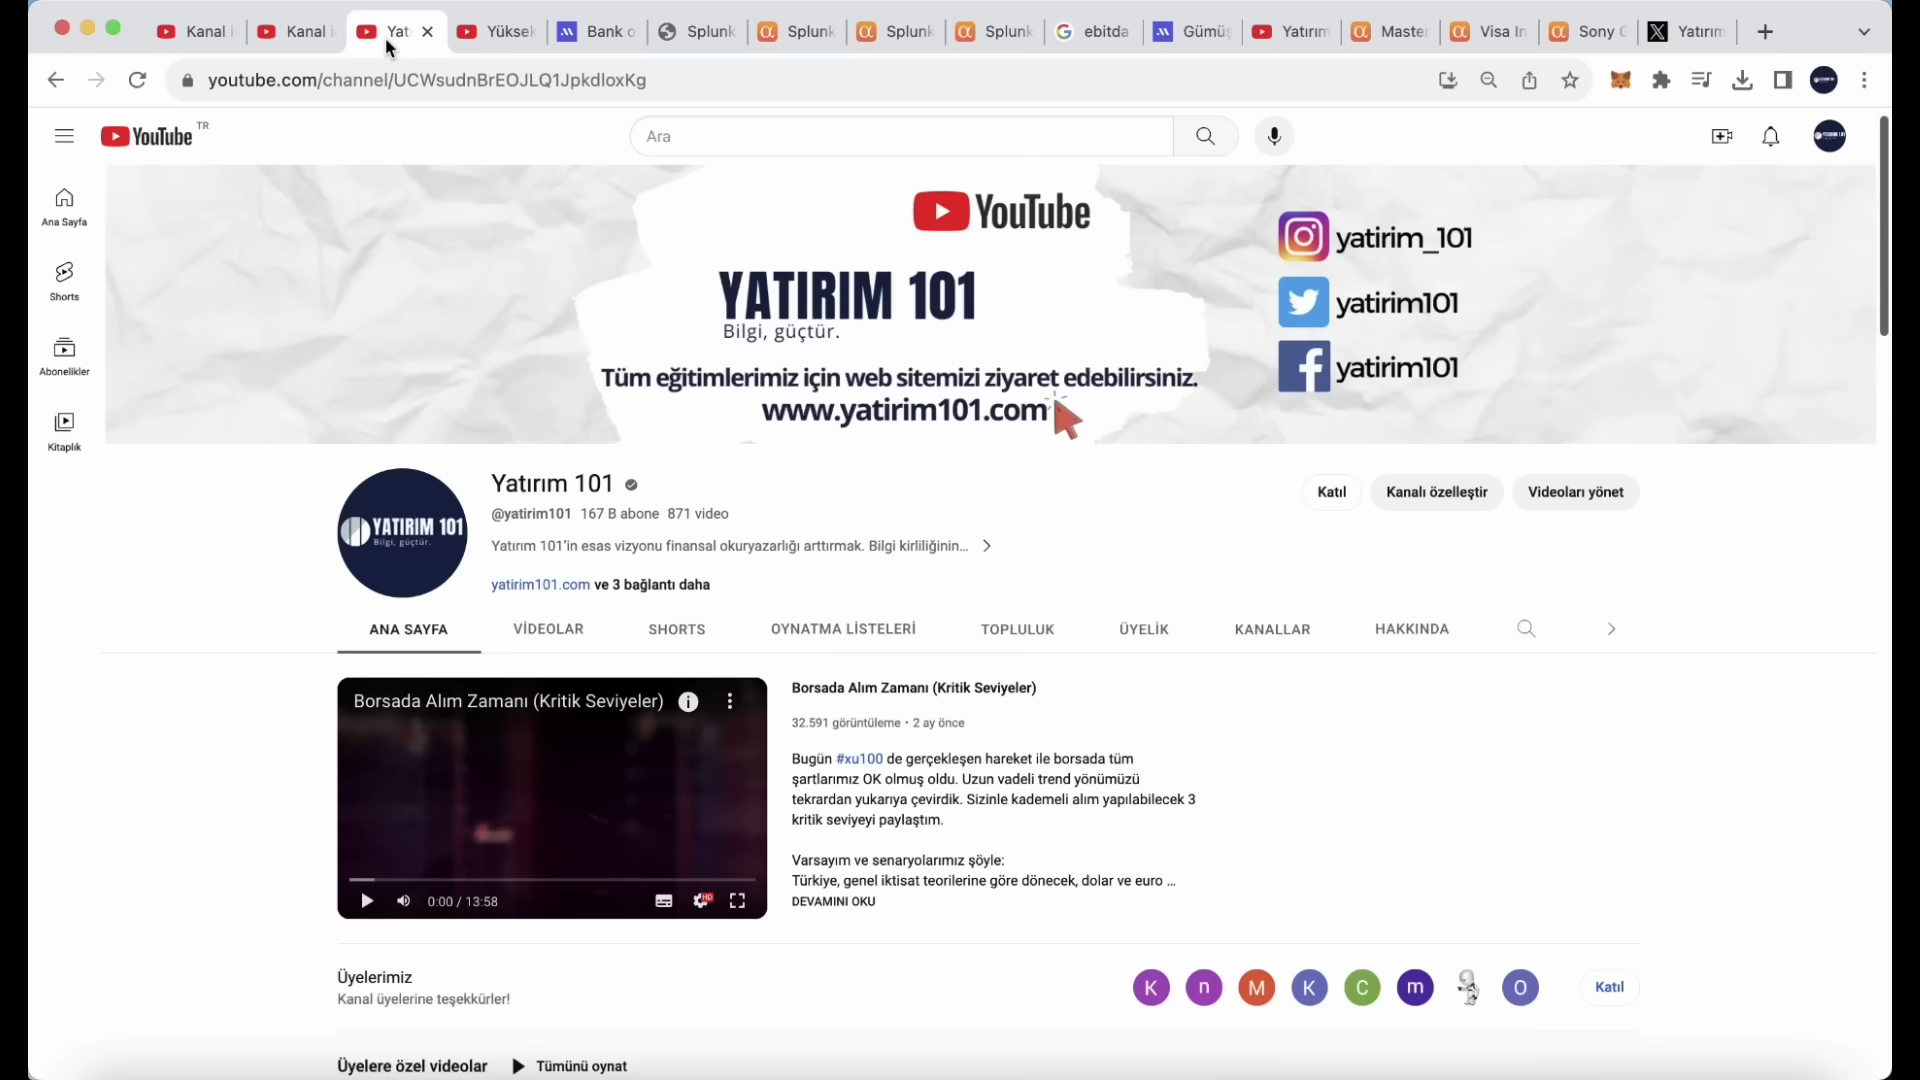 Kanal i
Kanal i
Yat
Yüksek
Bank o
Splunk
Splunk
Splunk
Splunk
ebitda
Gümüş
Yatırım
Master
Visa In
Sony G
Yatırım
youtube.com/channel/UCWsudnBrEOJLQ1JpkdloxKg
YouTube TR
Ara
Ana Sayfa
Shorts
Abonelikler
Kitaplık
YouTube
YATIRIM 101
Bilgi, güçtür.
Tüm eğitimlerimiz için web sitemizi ziyaret edebilirsiniz.
www.yatirim101.com
yatirim_101
yatirim101
yatirim101
YATIRIM 101
Bilgi, güçtür.
Yatırım 101
@yatirim101 167 B abone 871 video
Yatırım 101’in esas vizyonu finansal okuryazarlığı arttırmak. Bilgi kirliliğinin...
yatirim101.com ve 3 bağlantı daha
Katıl
Kanalı özelleştir
Videoları yönet
ANA SAYFA
VİDEOLAR
SHORTS
OYNATMA LİSTELERİ
TOPLULUK
ÜYELİK
KANALLAR
HAKKINDA
Borsada Alım Zamanı (Kritik Seviyeler)
0:00 / 13:58
HD
Borsada Alım Zamanı (Kritik Seviyeler)
32.591 görüntüleme • 2 ay önce
Bugün #xu100 de gerçekleşen hareket ile borsada tüm
şartlarımız OK olmuş oldu. Uzun vadeli trend yönümüzü
tekrardan yukarıya çevirdik. Sizinle kademeli alım yapılabilecek 3
kritik seviyeyi paylaştım.
Varsayım ve senaryolarımız şöyle:
Türkiye, genel iktisat teorilerine göre dönecek, dolar ve euro ...
DEVAMINI OKU
Üyelerimiz
Kanal üyelerine teşekkürler!
K
n
M
K
C
m
O
Katıl
Üyelere özel videolar
Tümünü oynat